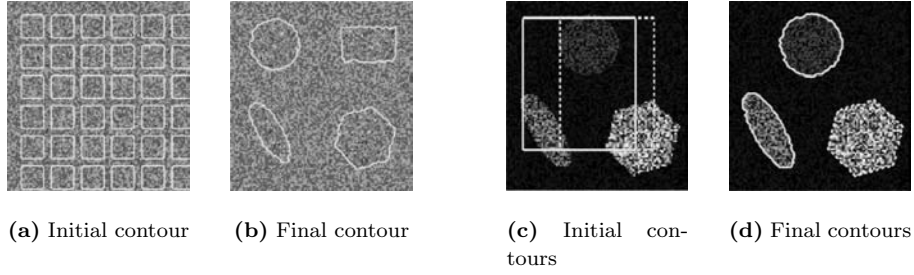 (a) Initial contour
(b) Final contour
(c) Initial con-
tours
(d) Final contours